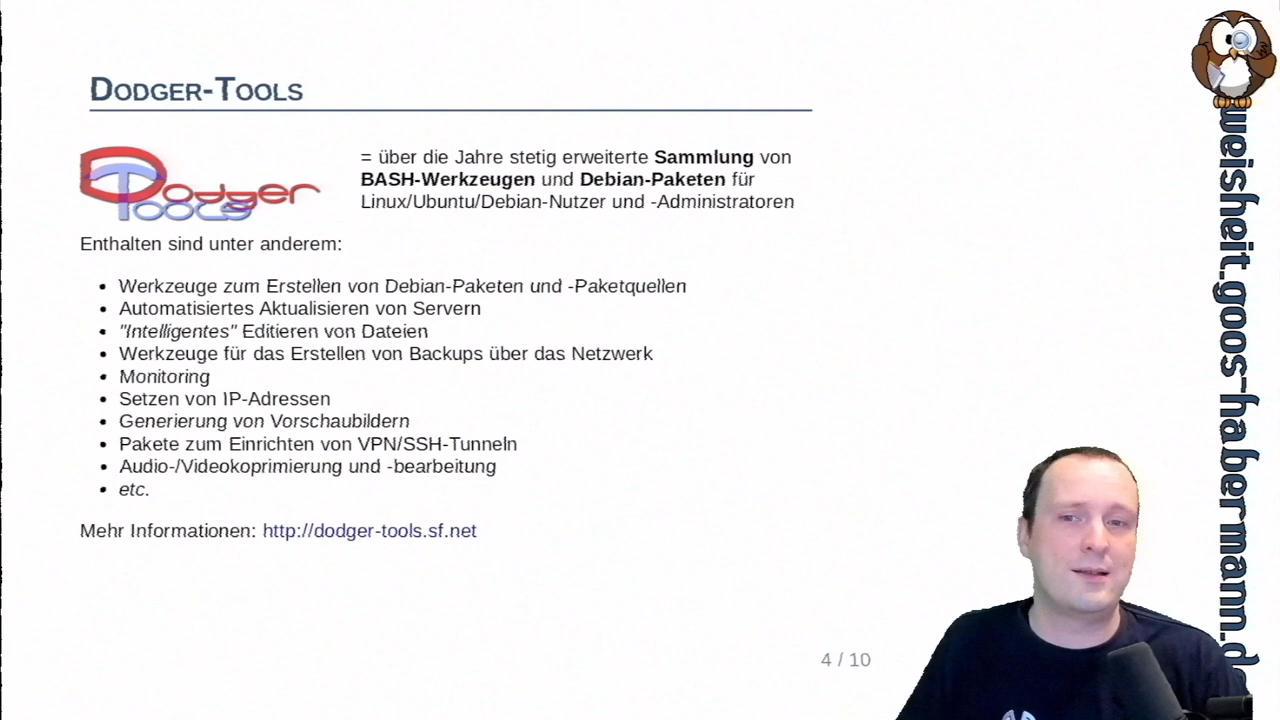 Dodger-Tools
Dodger
Tools
= über die Jahre stetig erweiterte Sammlung von
BASH-Werkzeugen und Debian-Paketen für
Linux/Ubuntu/Debian-Nutzer und -Administratoren
Enthalten sind unter anderem:
• Werkzeuge zum Erstellen von Debian-Paketen und -Paketquellen
• Automatisiertes Aktualisieren von Servern
• "Intelligentes" Editieren von Dateien
• Werkzeuge für das Erstellen von Backups über das Netzwerk
• Monitoring
• Setzen von IP-Adressen
• Generierung von Vorschaubildern
• Pakete zum Einrichten von VPN/SSH-Tunneln
• Audio-/Videokoprimierung und -bearbeitung
• etc.
Mehr Informationen: http://dodger-tools.sf.net
4 / 10
weisheit.goos-habermann.de